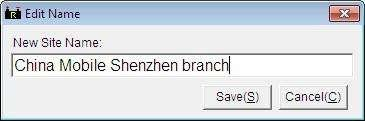 Edit Name
New Site Name:
China Mobile Shenzhen branch
Save(S) Cancel(C)